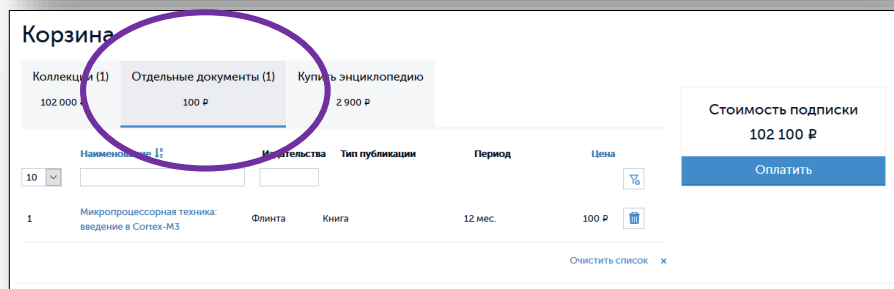 Корзина
Коллекции (1) Отдельные документы (1) Купить энциклопедию
102 000 ₽ 100 ₽ 2 900 ₽
Стоимость подписки
102 100 ₽
Оплатить
Наименование Издательства Тип публикации Период Цена
10
1 Микропроцессорная техника: введение в Cortex-M3 Флинта Книга 12 мес. 100 ₽
Очистить список ×